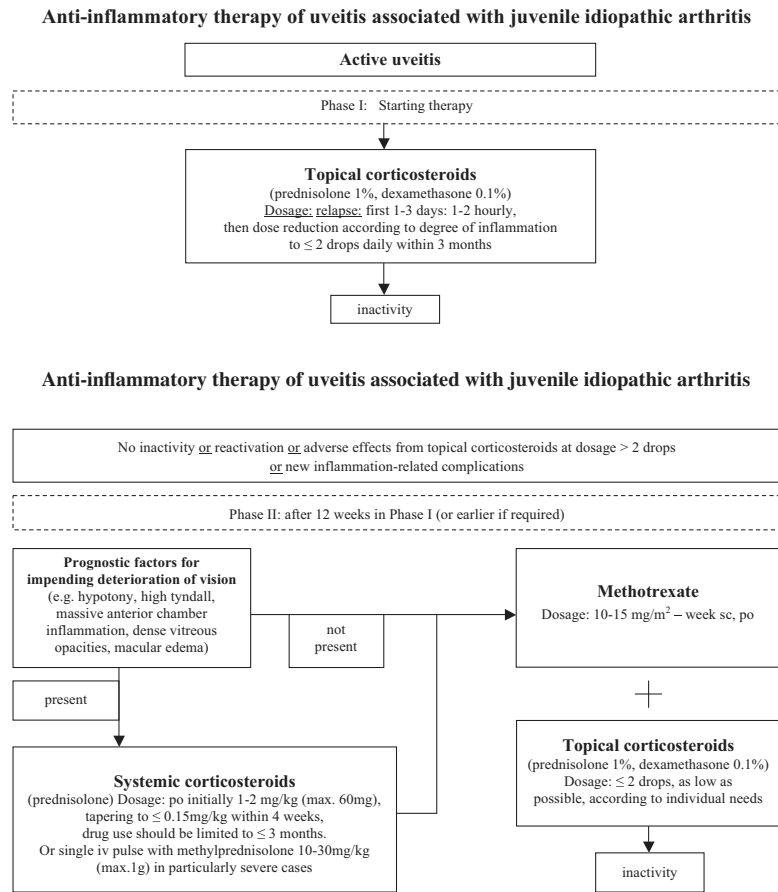 Anti-inflammatory therapy of uveitis associated with juvenile idiopathic arthritis
Active uveitis
Phase I: Starting therapy
Topical corticosteroids
(prednisolone 1%, dexamethasone 0.1%)
Dosage: relapse: first 1-3 days: 1-2 hourly,
then dose reduction according to degree of inflammation
to ≤ 2 drops daily within 3 months
inactivity
Anti-inflammatory therapy of uveitis associated with juvenile idiopathic arthritis
No inactivity or reactivation or adverse effects from topical corticosteroids at dosage > 2 drops
or new inflammation-related complications
Phase II: after 12 weeks in Phase I (or earlier if required)
Prognostic factors for
impending deterioration of vision
(e.g. hypotony, high tyndall,
massive anterior chamber
inflammation, dense vitreous
opacities, macular edema)
not
present
present
Systemic corticosteroids
(prednisolone) Dosage: po initially 1-2 mg/kg (max. 60mg),
tapering to ≤ 0.15mg/kg within 4 weeks,
drug use should be limited to ≤ 3 months.
Or single iv pulse with methylprednisolone 10-30mg/kg
(max.1g) in particularly severe cases
Methotrexate
Dosage: 10-15 mg/m² – week sc, po
+
Topical corticosteroids
(prednisolone 1%, dexamethasone 0.1%)
Dosage: ≤ 2 drops, as low as
possible, according to individual needs
inactivity